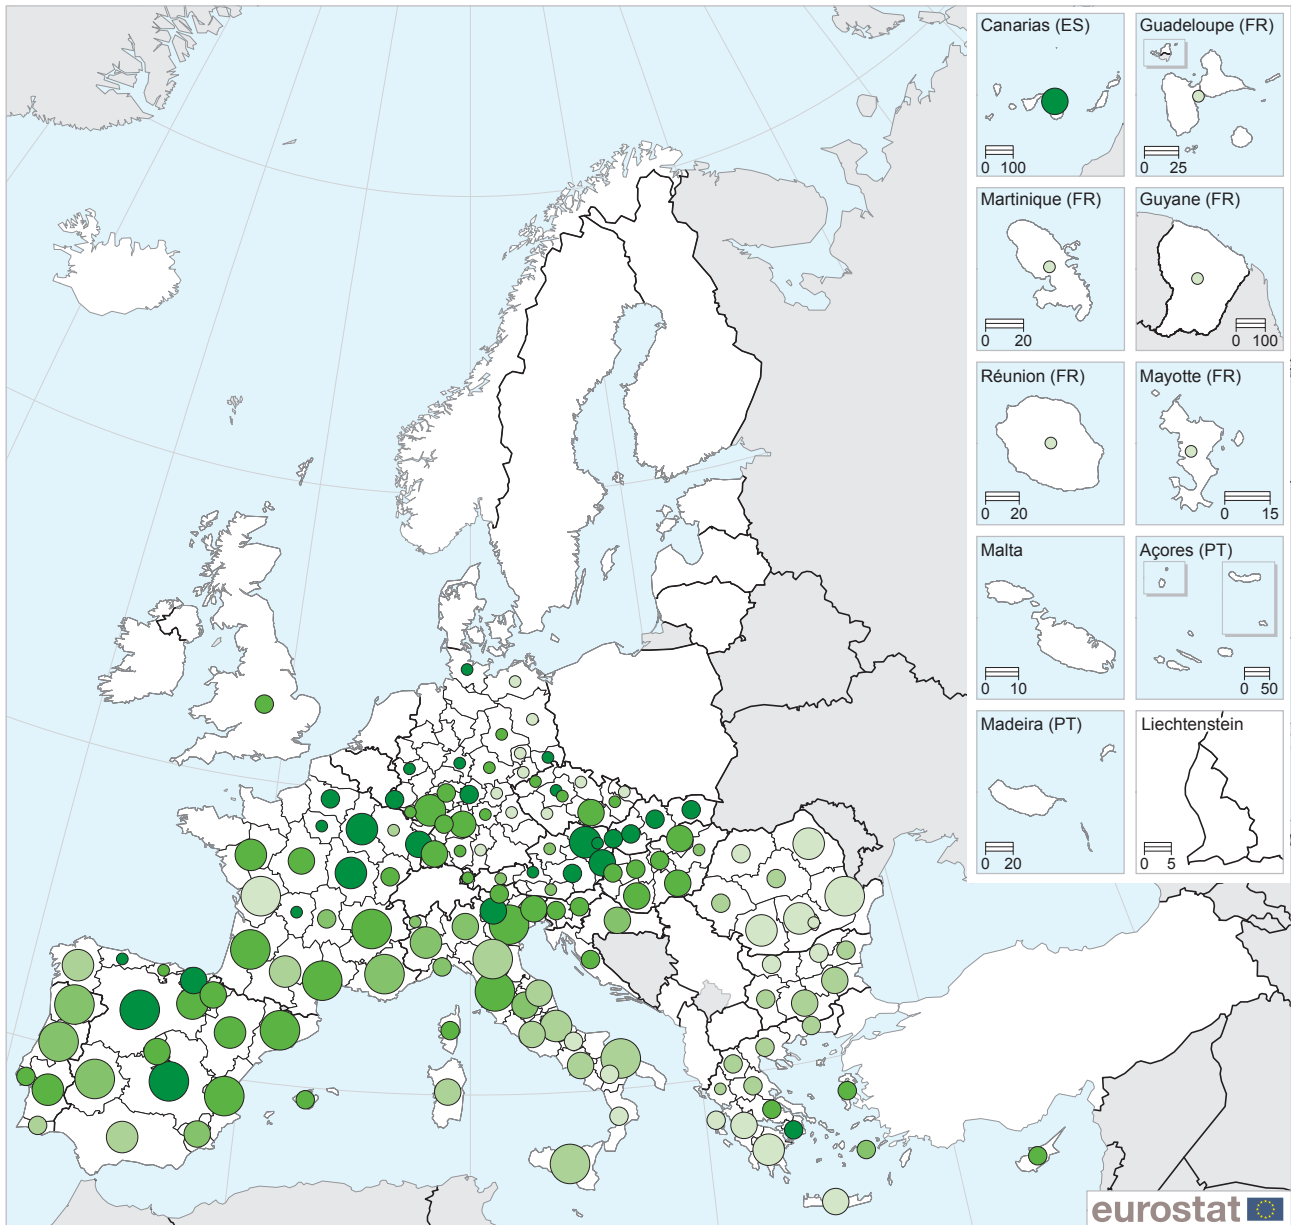 Canarias (ES)
0 100
Guadeloupe (FR)
0 25
Martinique (FR)
0 20
Guyane (FR)
0 100
Réunion (FR)
0 20
Mayotte (FR)
0 15
Malta
0 10
Açores (PT)
0 50
Madeira (PT)
0 20
Liechtenstein
0 5
eurostat